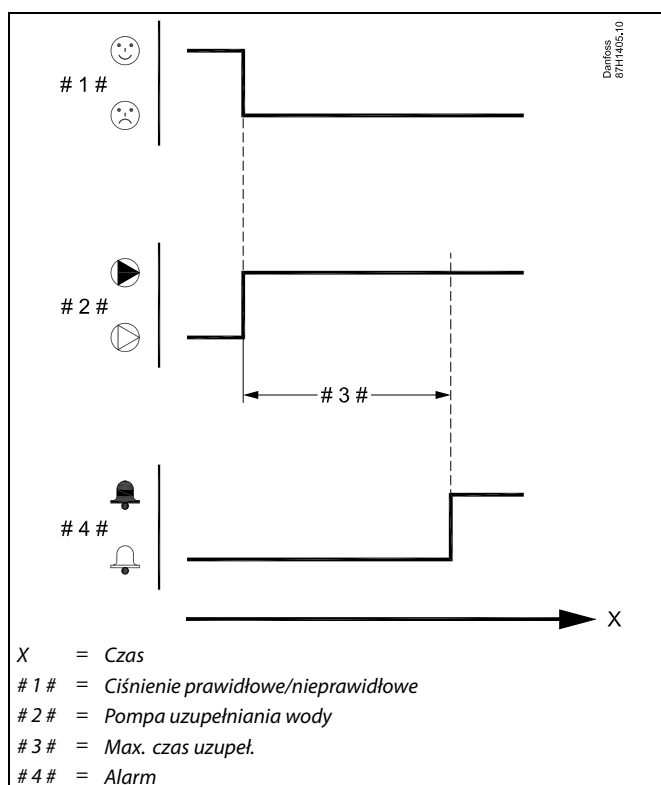 Danfoss
87H1405.10
# 1 #
# 2 #
# 3 #
# 4 #
X
X = Czas
# 1 # = Ciśnienie prawidłowe/nieprawidłowe
# 2 # = Pompa uzupełniania wody
# 3 # = Max. czas uzupeł.
# 4 # = Alarm